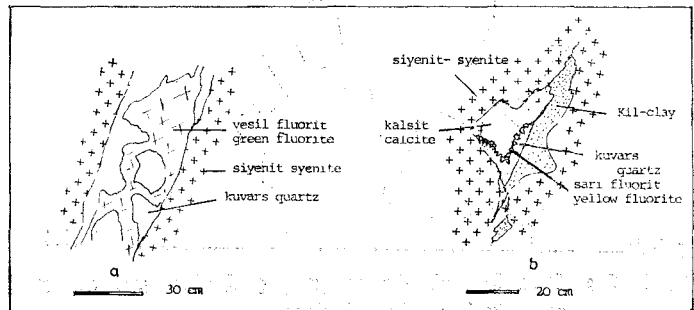 yesil fluorit
green fluorite
siyenit syenite
kuvars quartz
a
30 cm
siyenit- syenite
kalsit
calcite
Kil-clay
kuvars
quartz
sarı fluorit
yellow fluorite
b
20 cm